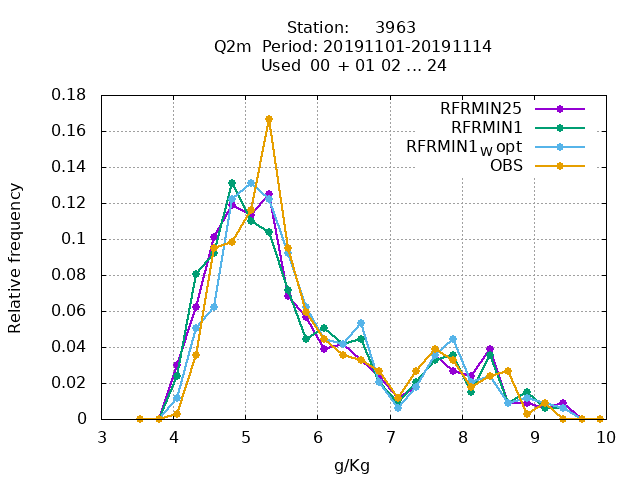 Station: 3963
Q2m Period: 20191101-20191114
Used 00 + 01 02 ... 24
RFRMIN25
RFRMIN1
RFRMIN1W opt
OBS
0.18
0.16
0.14
0.12
0.1
0.08
0.06
0.04
0.02
0
Relative frequency
3 4 5 6 7 8 9 10
g/Kg